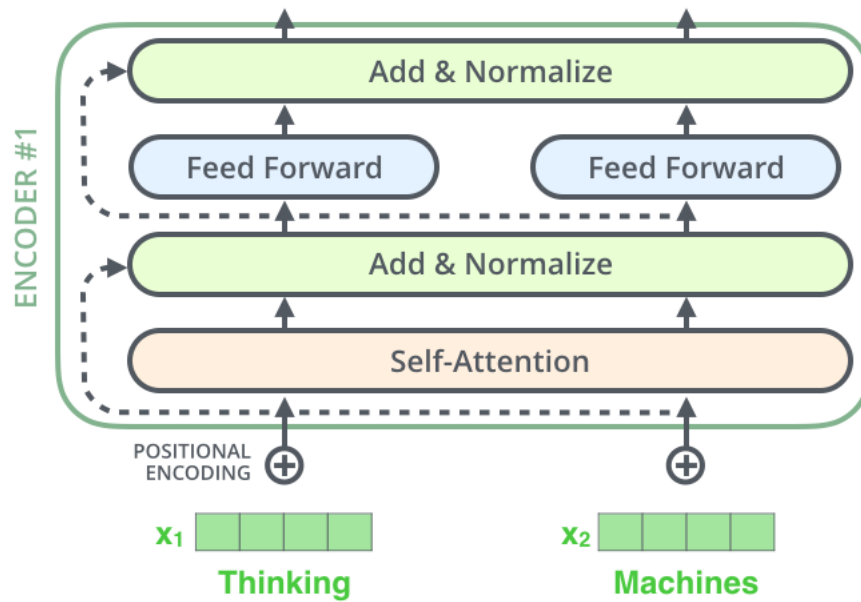 Add & Normalize
Feed Forward
Feed Forward
ENCODER #1
Add & Normalize
Self-Attention
POSITIONAL
ENCODING
x₁
x₂
Thinking
Machines